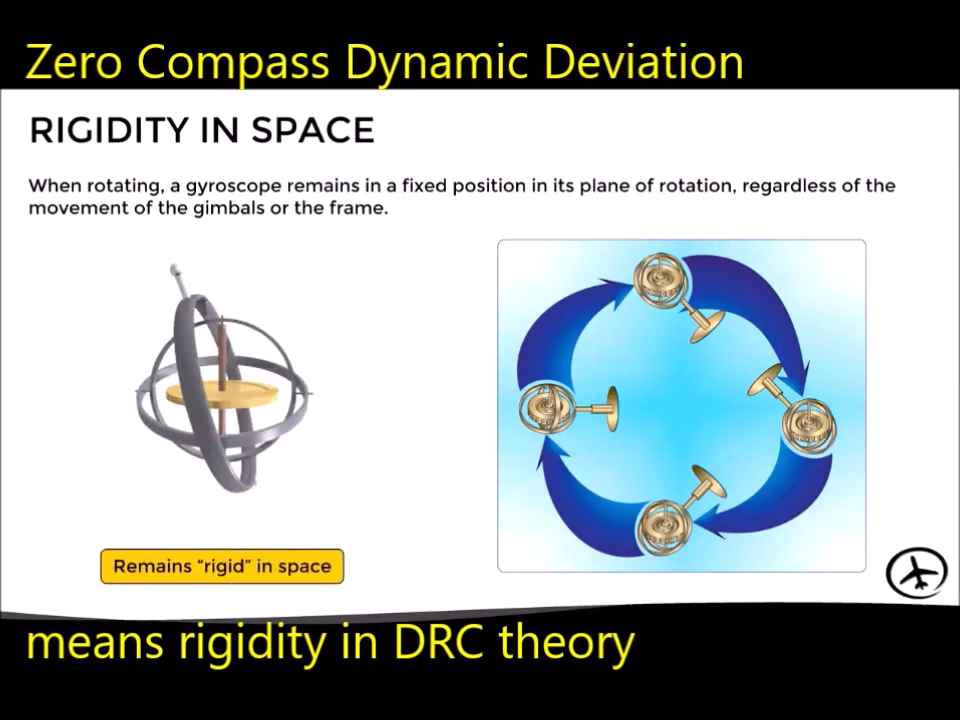 Zero Compass Dynamic Deviation
RIGIDITY IN SPACE
When rotating, a gyroscope remains in a fixed position in its plane of rotation, regardless of the
movement of the gimbals or the frame.
Remains “rigid” in space
means rigidity in DRC theory